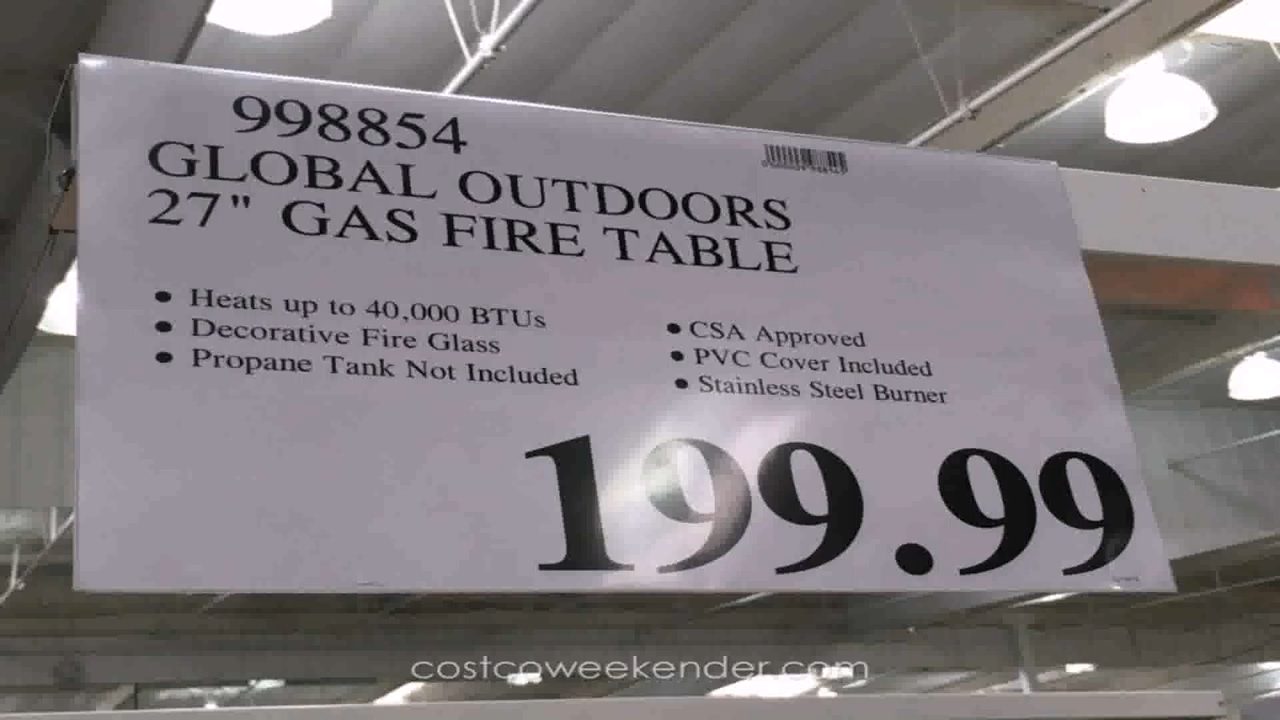 998854
GLOBAL OUTDOORS
27" GAS FIRE TABLE
• Heats up to 40,000 BTUs
• Decorative Fire Glass
• Propane Tank Not Included
• CSA Approved
• PVC Cover Included
• Stainless Steel Burner
199.99
costcoweekender.com